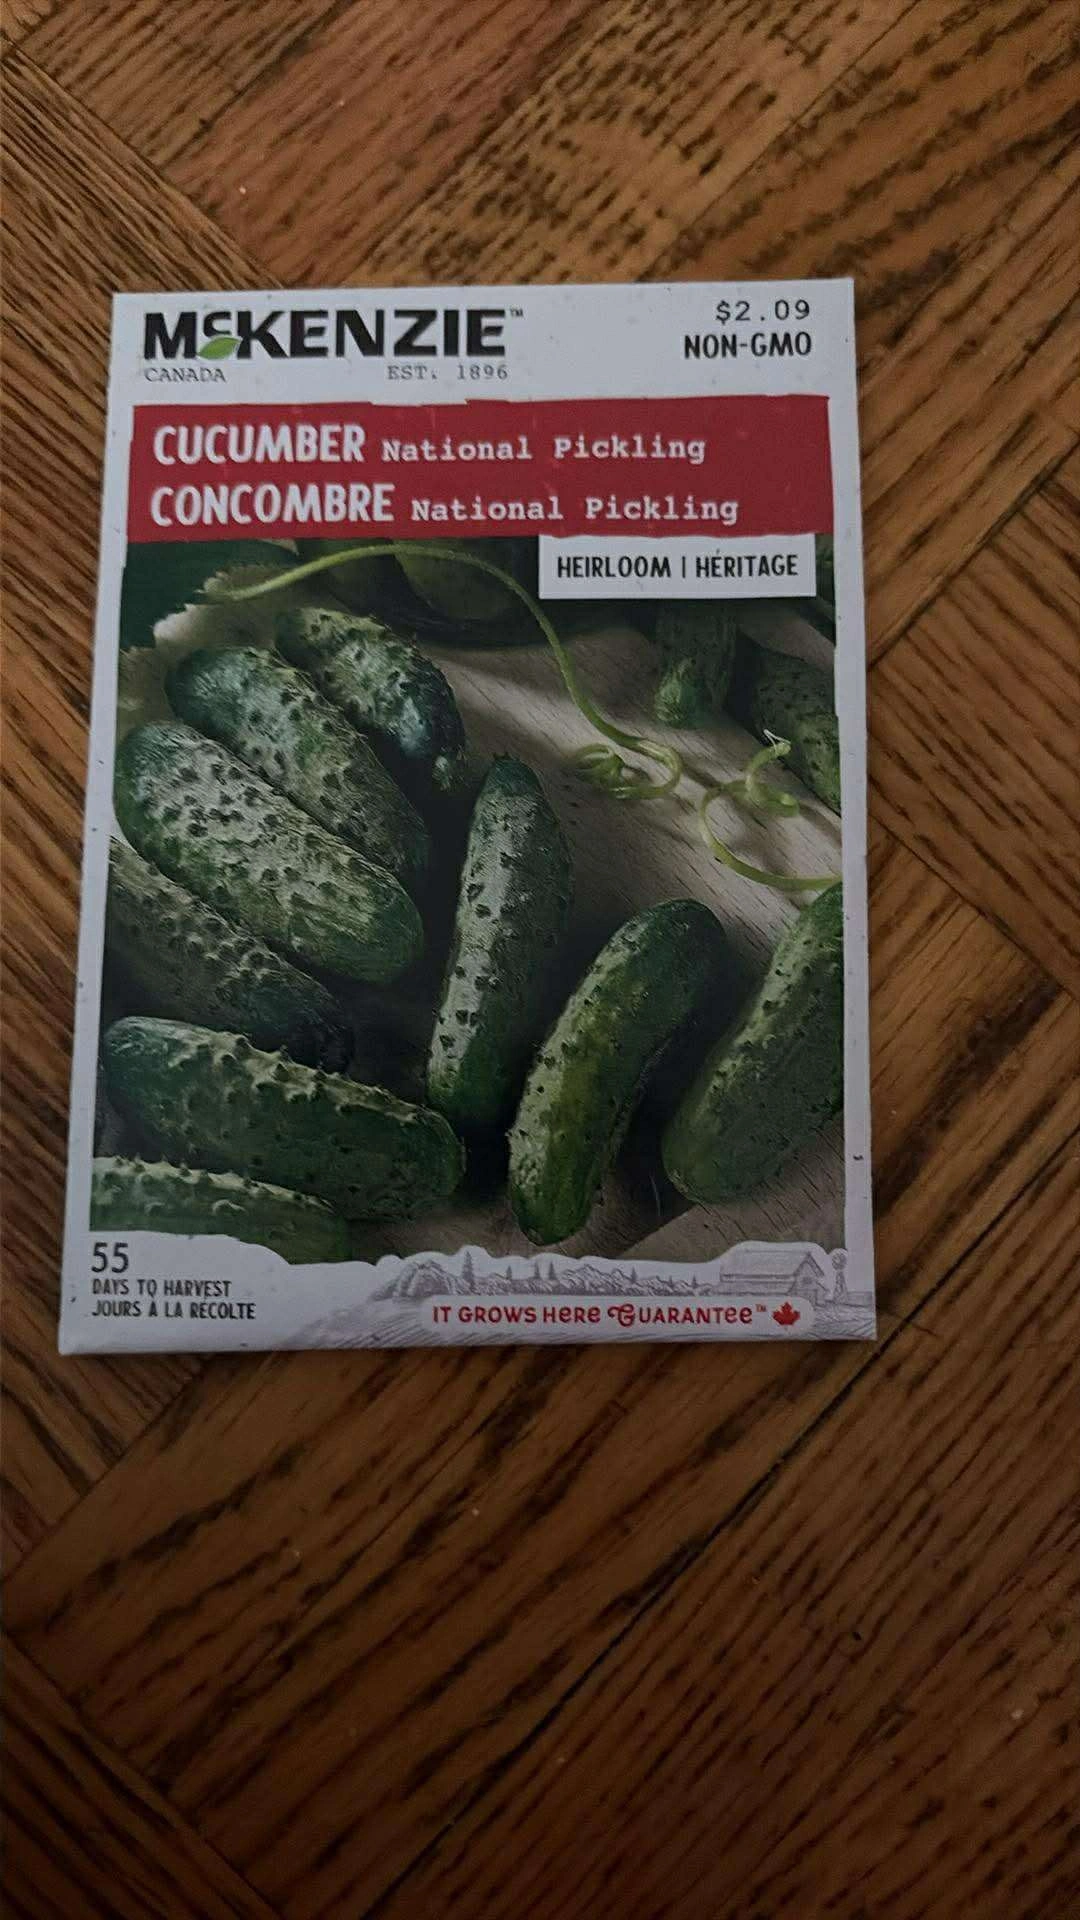 McKENZIE™
CANADA EST. 1896
$2.09
NON-GMO
CUCUMBER National Pickling
CONCOMBRE National Pickling
HEIRLOOM | HÉRITAGE
55
DAYS TO HARVEST
JOURS À LA RÉCOLTE
IT GROWS HERE GUARANTEE™